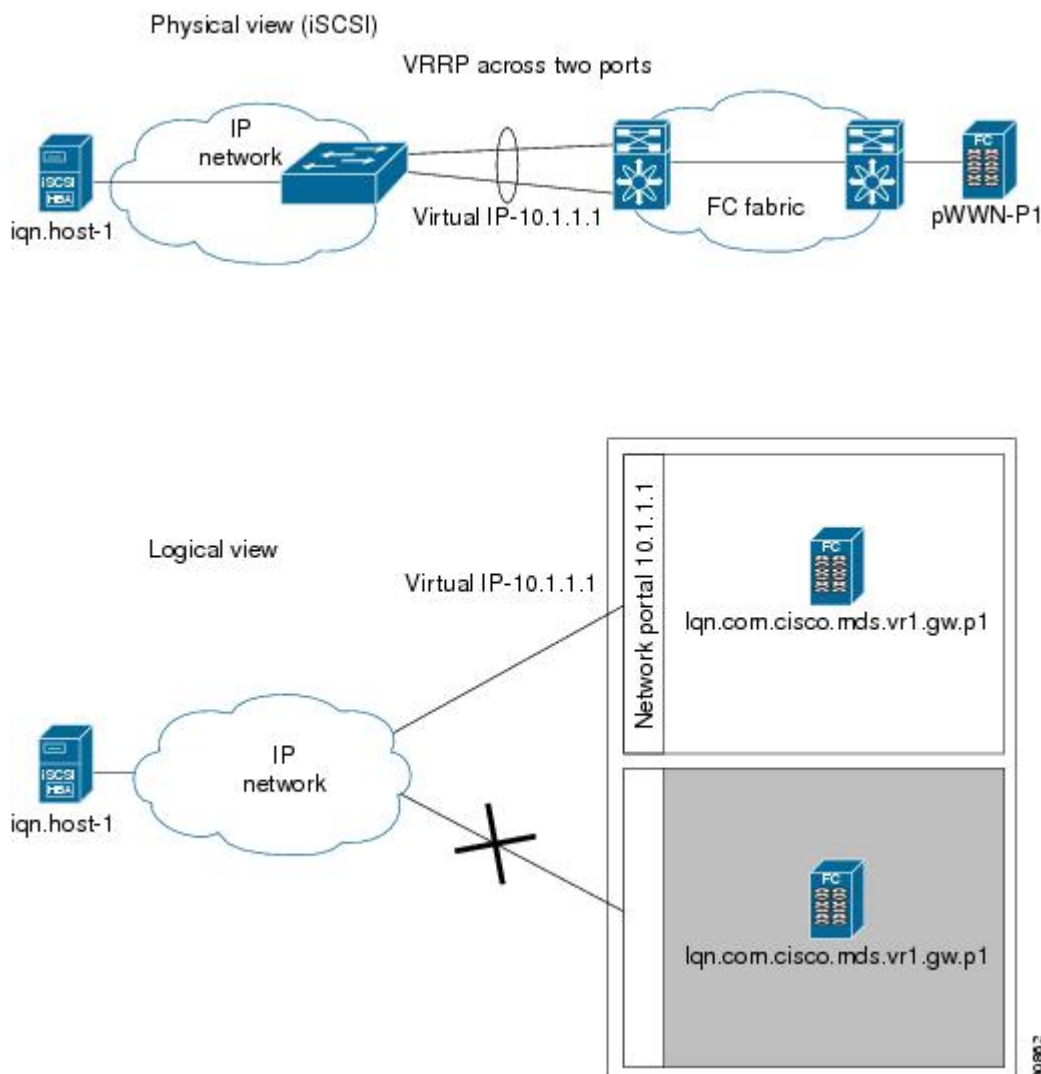 Physical view (iSCSI)
VRRP across two ports
IP
network
iSCSI
HBA
iqn.host-1
Virtual IP-10.1.1.1
FC fabric
FC
pWWN-P1
Logical view
Virtual IP-10.1.1.1
Network portal 10.1.1.1
FC
Iqn.com.cisco.mds.vr1.gw.p1
IP
network
iSCSI
HBA
iqn.host-1
FC
Iqn.com.cisco.mds.vr1.gw.p1